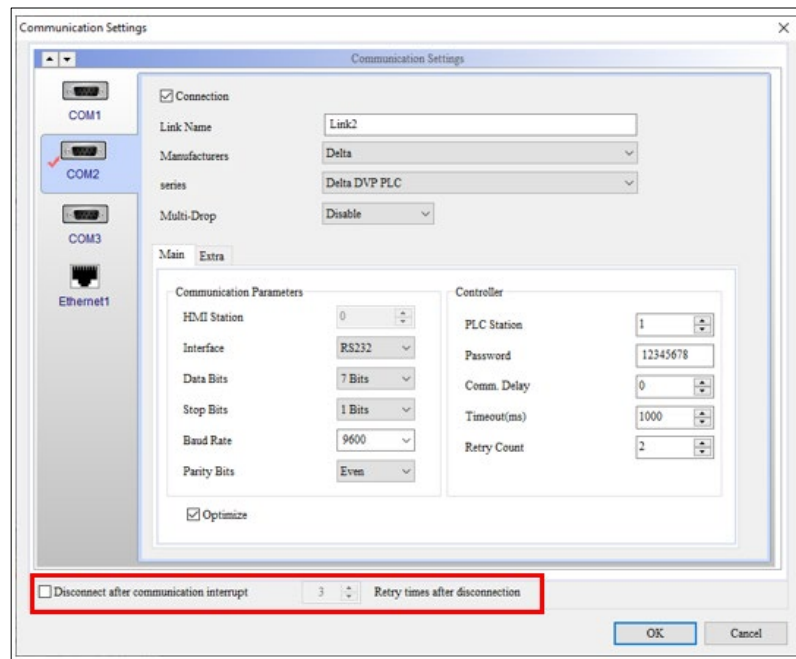 Communication Settings
Communication Settings
COM1
COM2
COM3
Ethernet1
Connection
Link Name Link2
Manufacturers Delta
series Delta DVP PLC
Multi-Drop Disable
Main Extra
Communication Parameters
HMI Station 0
Interface RS232
Data Bits 7 Bits
Stop Bits 1 Bits
Baud Rate 9600
Parity Bits Even
Optimize
Controller
PLC Station 1
Password 12345678
Comm. Delay 0
Timeout(ms) 1000
Retry Count 2
Disconnect after communication interrupt 3 Retry times after disconnection
OK Cancel